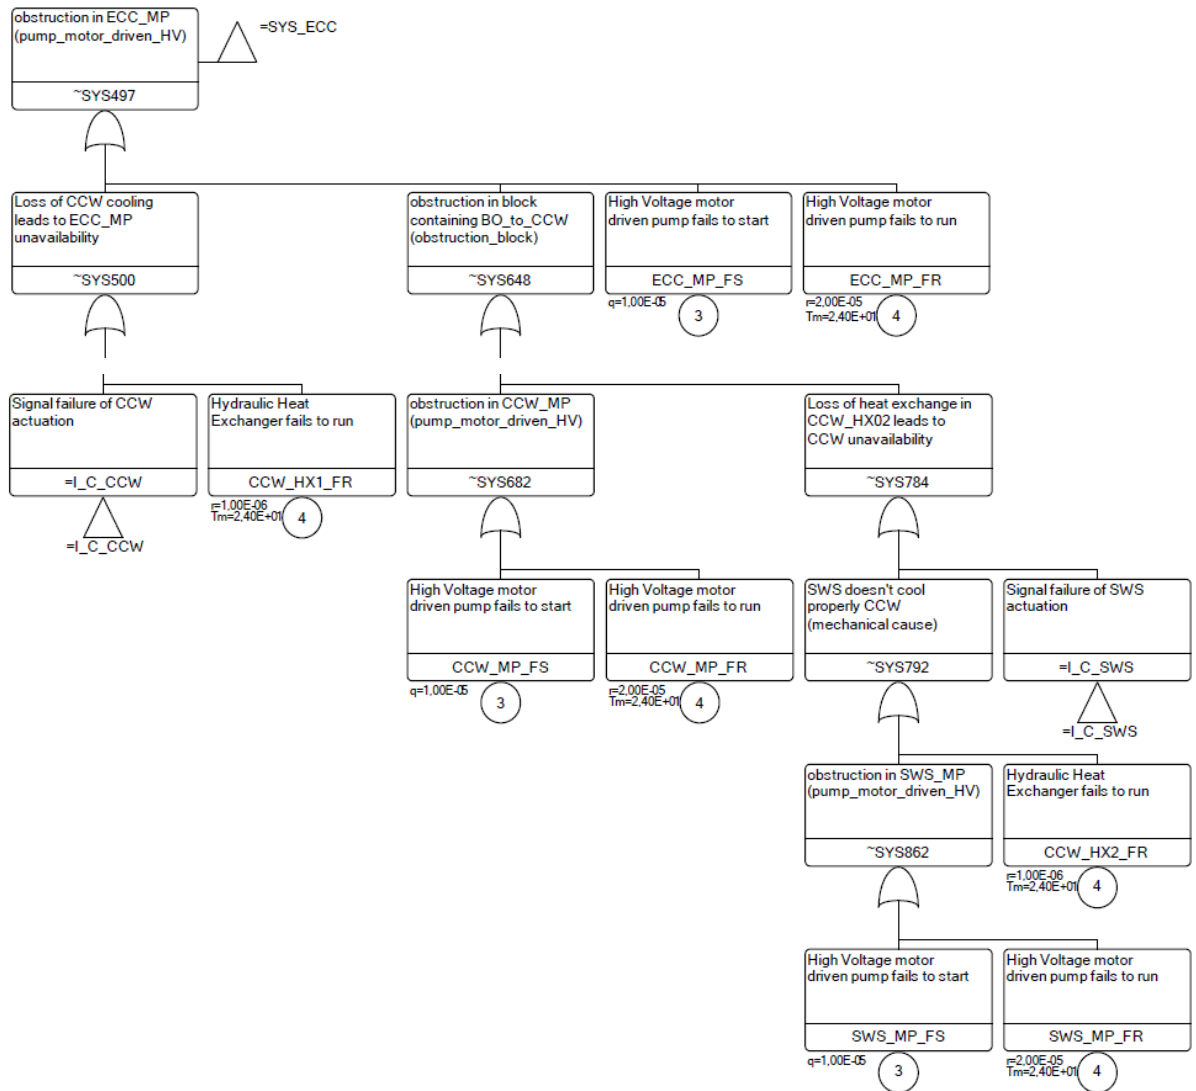 obstruction in ECC_MP
(pump_motor_driven_HV)
~SYS497
=SYS_ECC
Loss of CCW cooling
leads to ECC_MP
unavailability
~SYS500
obstruction in block
containing BO_to_CCW
(obstruction_block)
~SYS648
High Voltage motor
driven pump fails to start
ECC_MP_FS
q=1,00E-05
3
High Voltage motor
driven pump fails to run
ECC_MP_FR
r=2,00E-05
Tm=2,40E+01
4
Signal failure of CCW
actuation
=I_C_CCW
=I_C_CCW
Hydraulic Heat
Exchanger fails to run
CCW_HX1_FR
r=1,00E-06
Tm=2,40E+01
4
obstruction in CCW_MP
(pump_motor_driven_HV)
~SYS682
Loss of heat exchange in
CCW_HX02 leads to
CCW unavailability
~SYS784
High Voltage motor
driven pump fails to start
CCW_MP_FS
q=1,00E-05
3
High Voltage motor
driven pump fails to run
CCW_MP_FR
r=2,00E-05
Tm=2,40E+01
4
SWS doesn't cool
properly CCW
(mechanical cause)
~SYS792
Signal failure of SWS
actuation
=I_C_SWS
=I_C_SWS
obstruction in SWS_MP
(pump_motor_driven_HV)
~SYS862
Hydraulic Heat
Exchanger fails to run
CCW_HX2_FR
r=1,00E-06
Tm=2,40E+01
4
High Voltage motor
driven pump fails to start
SWS_MP_FS
q=1,00E-05
3
High Voltage motor
driven pump fails to run
SWS_MP_FR
r=2,00E-05
Tm=2,40E+01
4